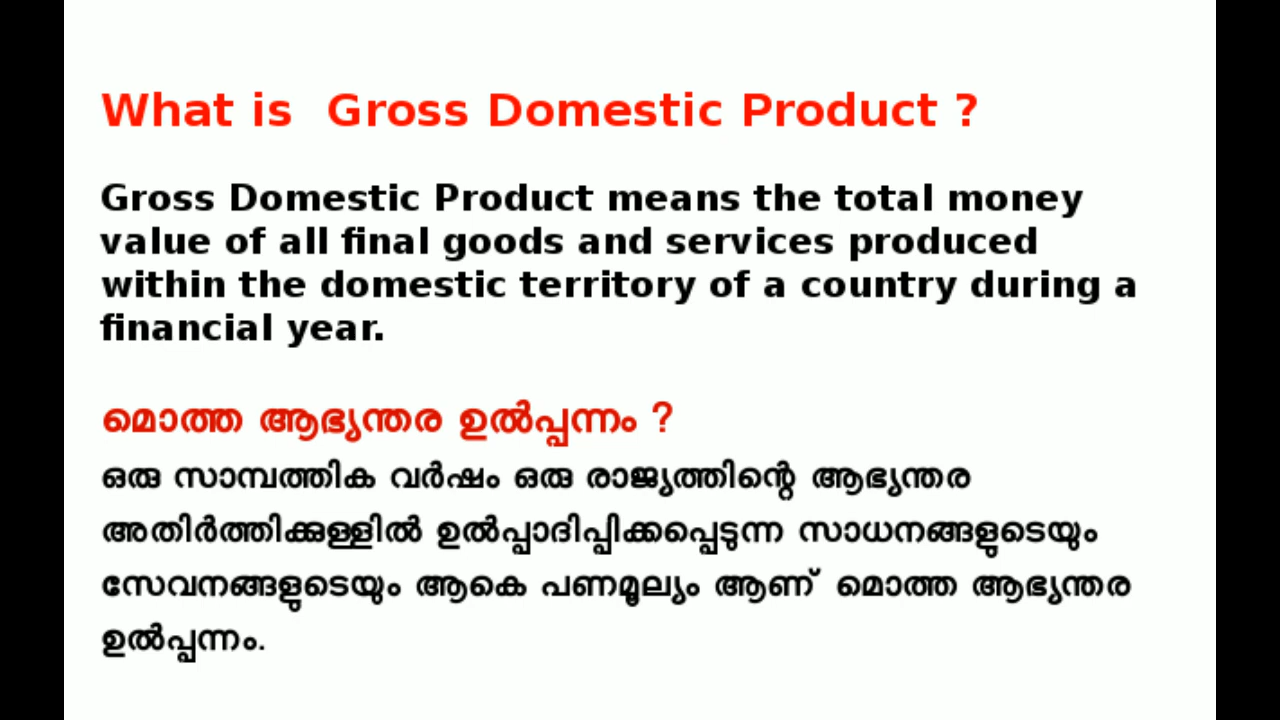 What is  Gross Domestic Product ?
Gross Domestic Product means the total money
value of all final goods and services produced
within the domestic territory of a country during a
financial year.
മൊത്ത ആഭ്യന്തര ഉൽപ്പന്നം ?
ഒരു സാമ്പത്തിക വർഷം ഒരു രാജ്യത്തിന്റെ ആഭ്യന്തര
അതിർത്തിക്കുള്ളിൽ ഉൽപ്പാദിപ്പിക്കപ്പെടുന്ന സാധനങ്ങളുടെയും
സേവനങ്ങളുടെയും ആകെ പണമൂല്യം ആണ്  മൊത്ത ആഭ്യന്തര
ഉൽപ്പന്നം.